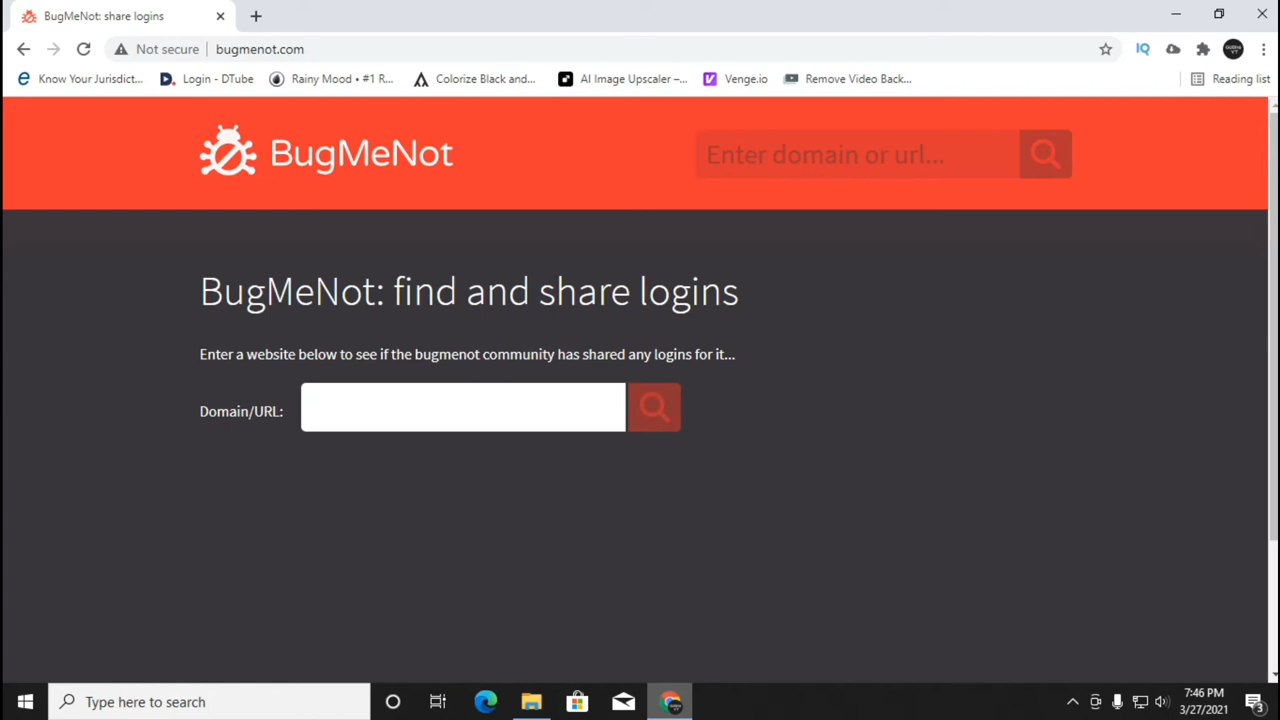 BugMeNot: share logins
Not secure
bugmenot.com
IQ
Know Your Jurisdict...
Login - DTube
Rainy Mood • #1 R...
Colorize Black and...
AI Image Upscaler –...
Venge.io
Remove Video Back...
Reading list
BugMeNot
Enter domain or url...
BugMeNot: find and share logins
Enter a website below to see if the bugmenot community has shared any logins for it...
Domain/URL:
Type here to search
7:46 PM
3/27/2021
3